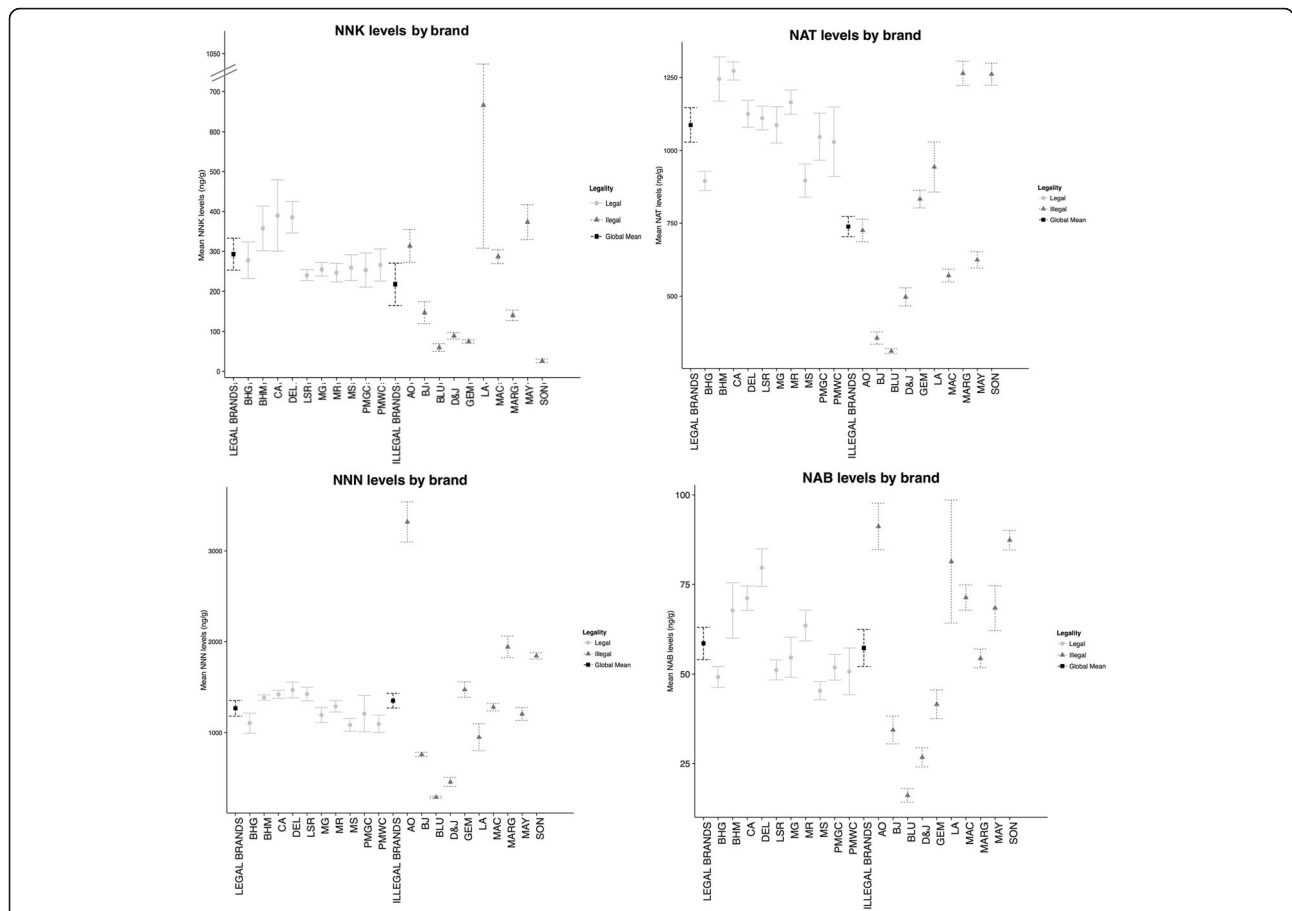 NNK levels by brand
1050
700
600
500
400
300
200
100
0
Mean NNK levels (ng/g)
Legality
Legal
Illegal
Global Mean
LEGAL BRANDS
BHG
BHM
CA
DEL
LSR
MG
MR
MS
PMGC
PMWC
ILLEGAL BRANDS
AO
BJ
BLU
D&J
GEM
LA
MAC
MARG
MAY
SON
NAT levels by brand
1250
1000
750
500
Mean NAT levels (ng/g)
Legality
Legal
Illegal
Global Mean
LEGAL BRANDS
BHG
BHM
CA
DEL
LSR
MG
MR
MS
PMGC
PMWC
ILLEGAL BRANDS
AO
BJ
BLU
D&J
GEM
LA
MAC
MARG
MAY
SON
NNN levels by brand
3000
2000
1000
Mean NNN levels (ng/g)
Legality
Legal
Illegal
Global Mean
LEGAL BRANDS
BHG
BHM
CA
DEL
LSR
MG
MR
MS
PMGC
PMWC
ILLEGAL BRANDS
AO
BJ
BLU
D&J
GEM
LA
MAC
MARG
MAY
SON
NAB levels by brand
100
75
50
25
Mean NAB levels (ng/g)
Legality
Legal
Illegal
Global Mean
LEGAL BRANDS
BHG
BHM
CA
DEL
LSR
MG
MR
MS
PMGC
PMWC
ILLEGAL BRANDS
AO
BJ
BLU
D&J
GEM
LA
MAC
MARG
MAY
SON